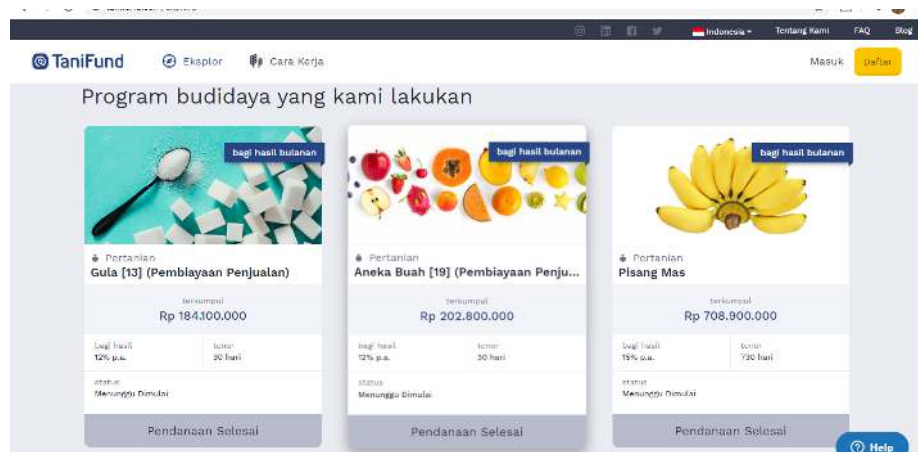 Indonesia Tentang Kami FAQ Blog
TaniFund Eksplor Cara Kerja Masuk Daftar
Program budidaya yang kami lakukan
bagi hasil bulanan
Pertanian
Gula [13] (Pembiayaan Penjualan)
terkumpul
Rp 184.100.000
bagi hasil tenor
12% p.a. 30 hari
status
Menunggu Dimulai
Pendanaan Selesai
bagi hasil bulanan
Pertanian
Aneka Buah [19] (Pembiayaan Penju...
terkumpul
Rp 202.800.000
bagi hasil tenor
12% p.a. 30 hari
status
Menunggu Dimulai
Pendanaan Selesai
bagi hasil bulanan
Pertanian
Pisang Mas
terkumpul
Rp 708.900.000
bagi hasil tenor
15% p.a. 730 hari
status
Menunggu Dimulai
Pendanaan Selesai
Help